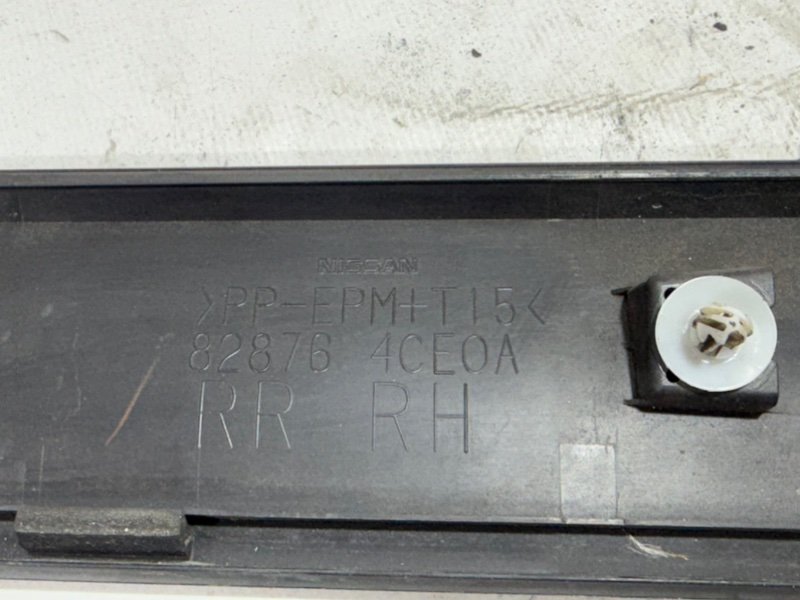 NISSAN
>PP-EPM+T15<
82876 4CE0A
RR RH